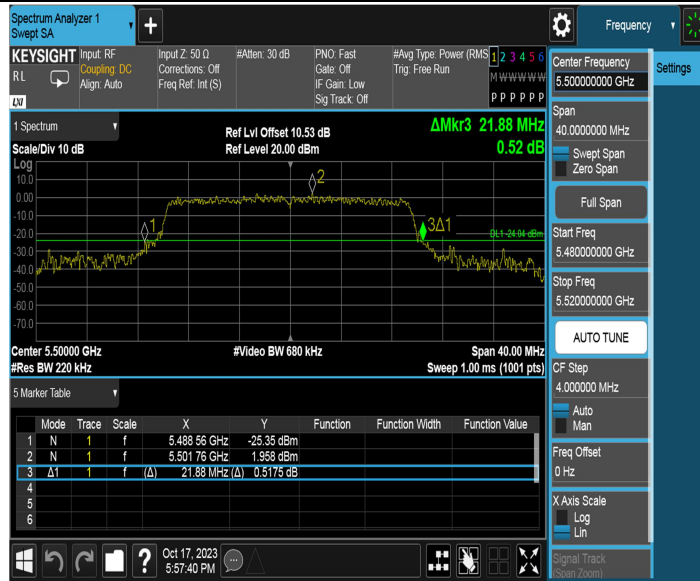 Spectrum Analyzer 1
Swept SA
+
Frequency
KEYSIGHT
RL
LXI
Input: RF
Coupling: DC
Align: Auto
Input Z: 50 Ω
Corrections: Off
Freq Ref: Int (S)
#Atten: 30 dB
PNO: Fast
Gate: Off
IF Gain: Low
Sig Track: Off
#Avg Type: Power (RMS
Trig: Free Run
1 2 3 4 5 6
M W W W W W
P P P P P P
Center Frequency
5.500000000 GHz
Settings
Span
40.0000000 MHz
Swept Span
Zero Span
Full Span
Start Freq
5.480000000 GHz
Stop Freq
5.520000000 GHz
AUTO TUNE
CF Step
4.000000 MHz
Auto
Man
Freq Offset
0 Hz
X Axis Scale
Log
Lin
Signal Track
(Span Zoom)
1 Spectrum
Scale/Div 10 dB
Ref Lvl Offset 10.53 dB
Ref Level 20.00 dBm
ΔMkr3 21.88 MHz
0.52 dB
Log
10.0
0.00
-10.0
-20.0
-30.0
-40.0
-50.0
-60.0
-70.0
1
2
3Δ1
DL1 -24.04 dBm
Center 5.50000 GHz
#Res BW 220 kHz
#Video BW 680 kHz
Span 40.00 MHz
Sweep 1.00 ms (1001 pts)
5 Marker Table
Mode Trace Scale X Y Function Function Width Function Value
1 N 1 f 5.488 56 GHz -25.35 dBm
2 N 1 f 5.501 76 GHz 1.958 dBm
3 Δ1 1 f (Δ) 21.88 MHz (Δ) 0.5175 dB
4
5
6
?
Oct 17, 2023
5:57:40 PM